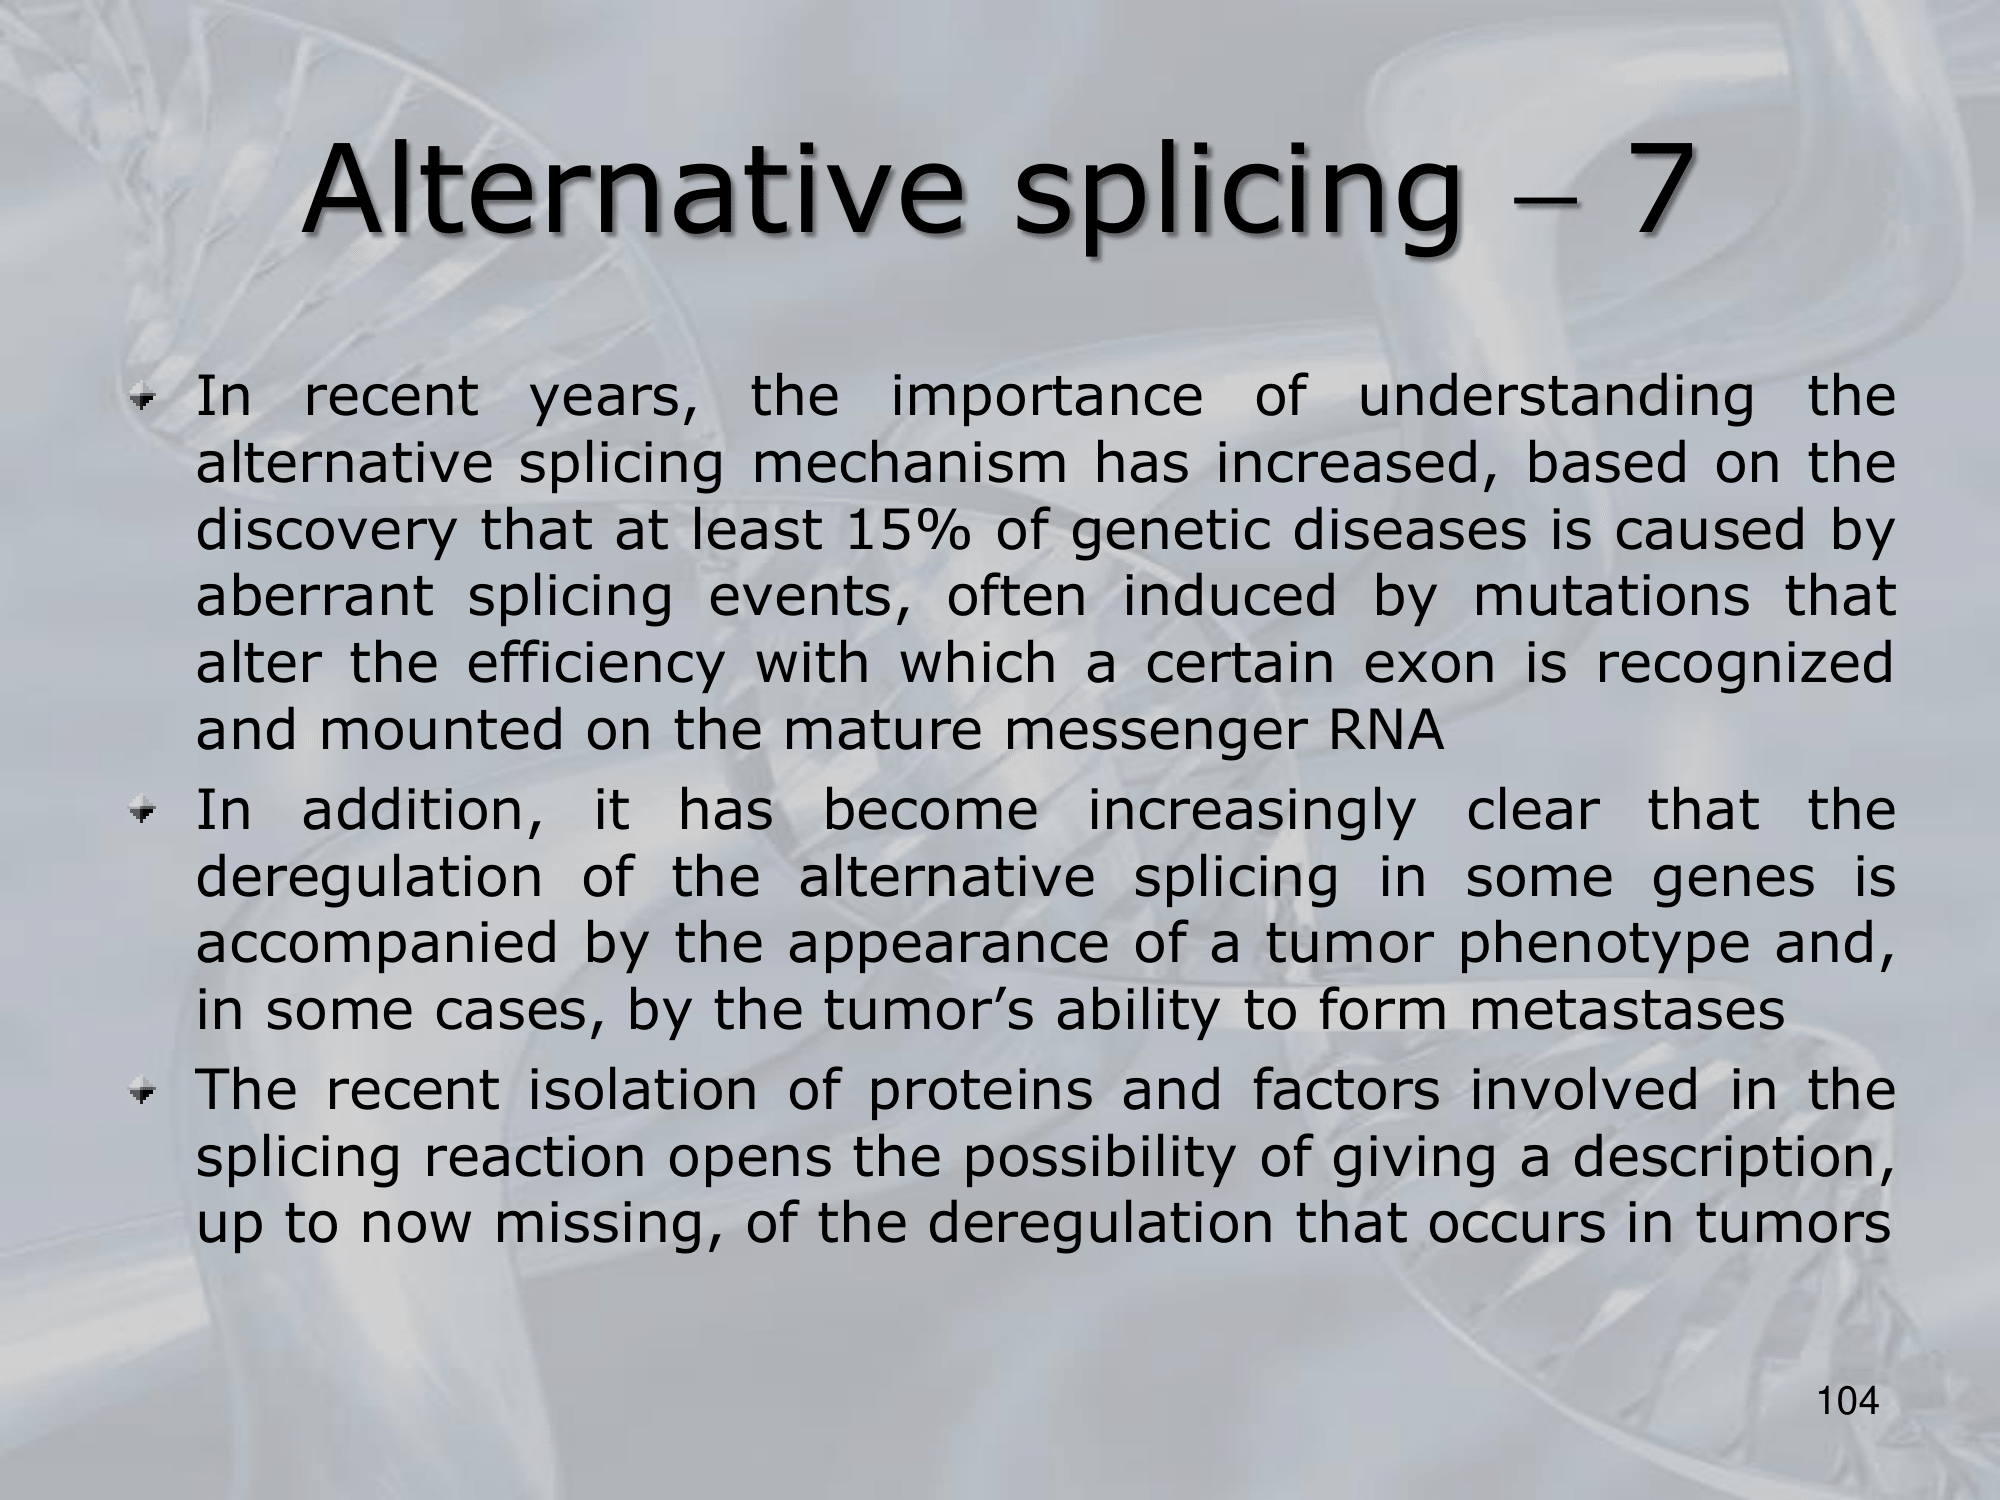 Alternative splicing – 7
In recent years, the importance of understanding the
alternative splicing mechanism has increased, based on the
discovery that at least 15% of genetic diseases is caused by
aberrant splicing events, often induced by mutations that
alter the efficiency with which a certain exon is recognized
and mounted on the mature messenger RNA
In addition, it has become increasingly clear that the
deregulation of the alternative splicing in some genes is
accompanied by the appearance of a tumor phenotype and,
in some cases, by the tumor’s ability to form metastases
The recent isolation of proteins and factors involved in the
splicing reaction opens the possibility of giving a description,
up to now missing, of the deregulation that occurs in tumors
104